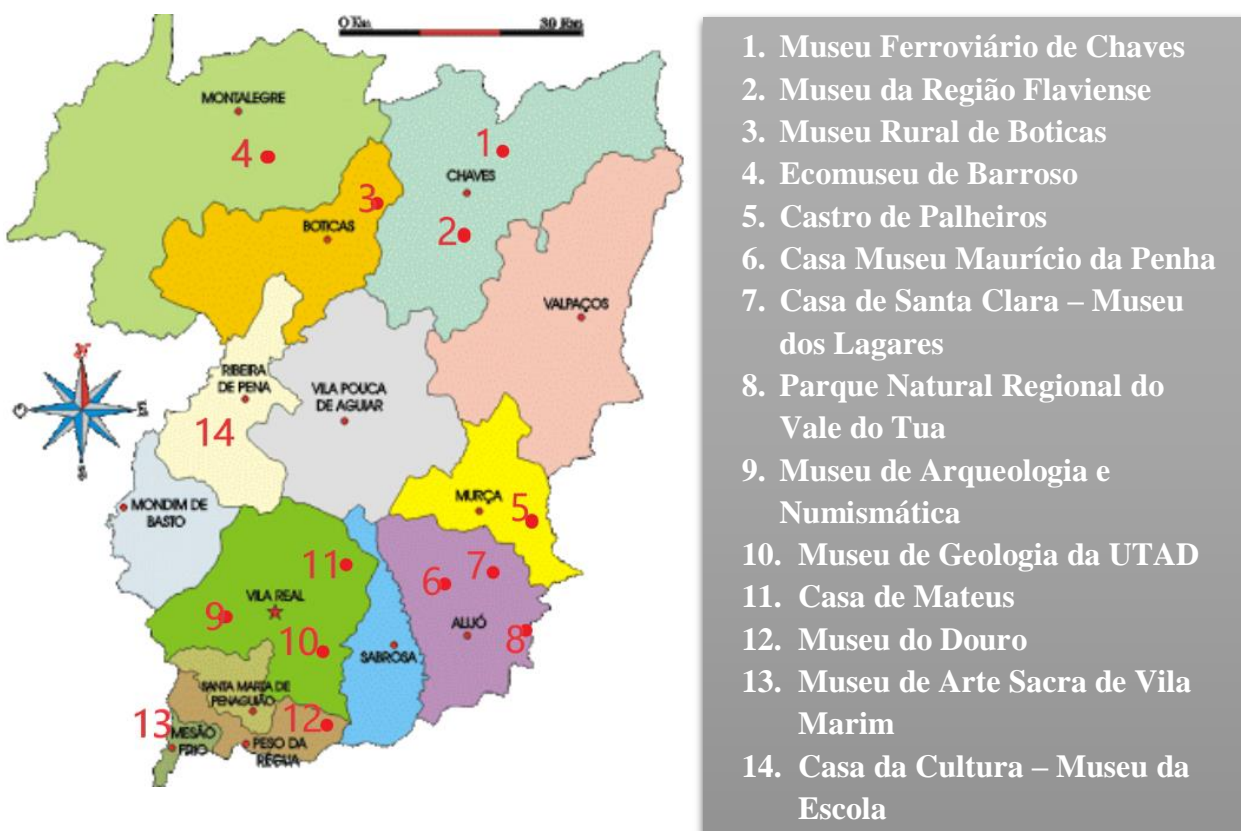 0 Km 30 Km
MONTALEGRE
4
1
CHAVES
3
2
BOTICAS
VALPAÇOS
RIBEIRA
DE PENA
VILA POUCA
DE AGUIAR
14
MURÇA
5
MONDIM DE
BASTO
11
7
6
VILA REAL
9
ALIJÓ
8
10
SABROSA
SANTA MARTA DE
PENAGUIÃO
12
13
MESÃO
FRIO
PESO DA
RÉGUA
1. Museu Ferroviário de Chaves
2. Museu da Região Flaviense
3. Museu Rural de Boticas
4. Ecomuseu de Barroso
5. Castro de Palheiros
6. Casa Museu Maurício da Penha
7. Casa de Santa Clara – Museu
dos Lagares
8. Parque Natural Regional do
Vale do Tua
9. Museu de Arqueologia e
Numismática
10. Museu de Geologia da UTAD
11. Casa de Mateus
12. Museu do Douro
13. Museu de Arte Sacra de Vila
Marim
14. Casa da Cultura – Museu da
Escola